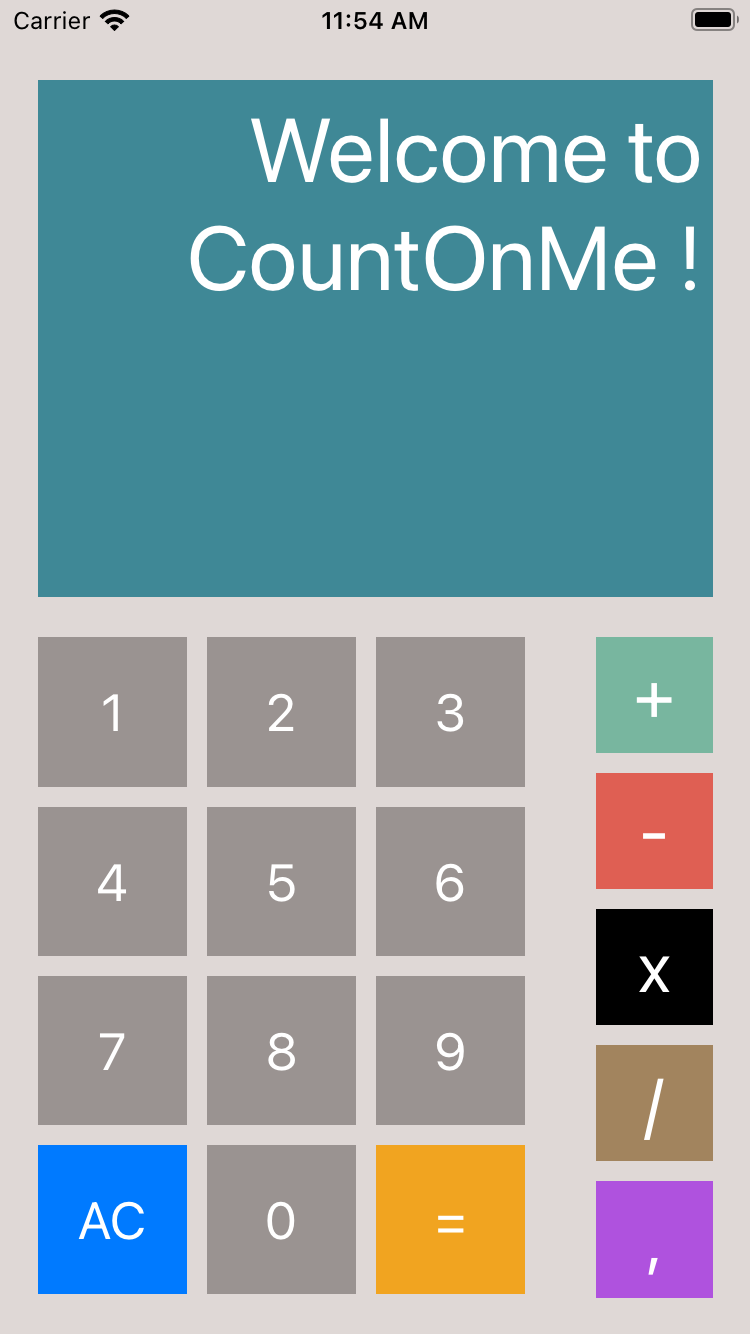 Carrier 11:54 AM
Welcome to
CountOnMe !
1 2 3 +
4 5 6 -
x
7 8 9 /
AC 0 = ,